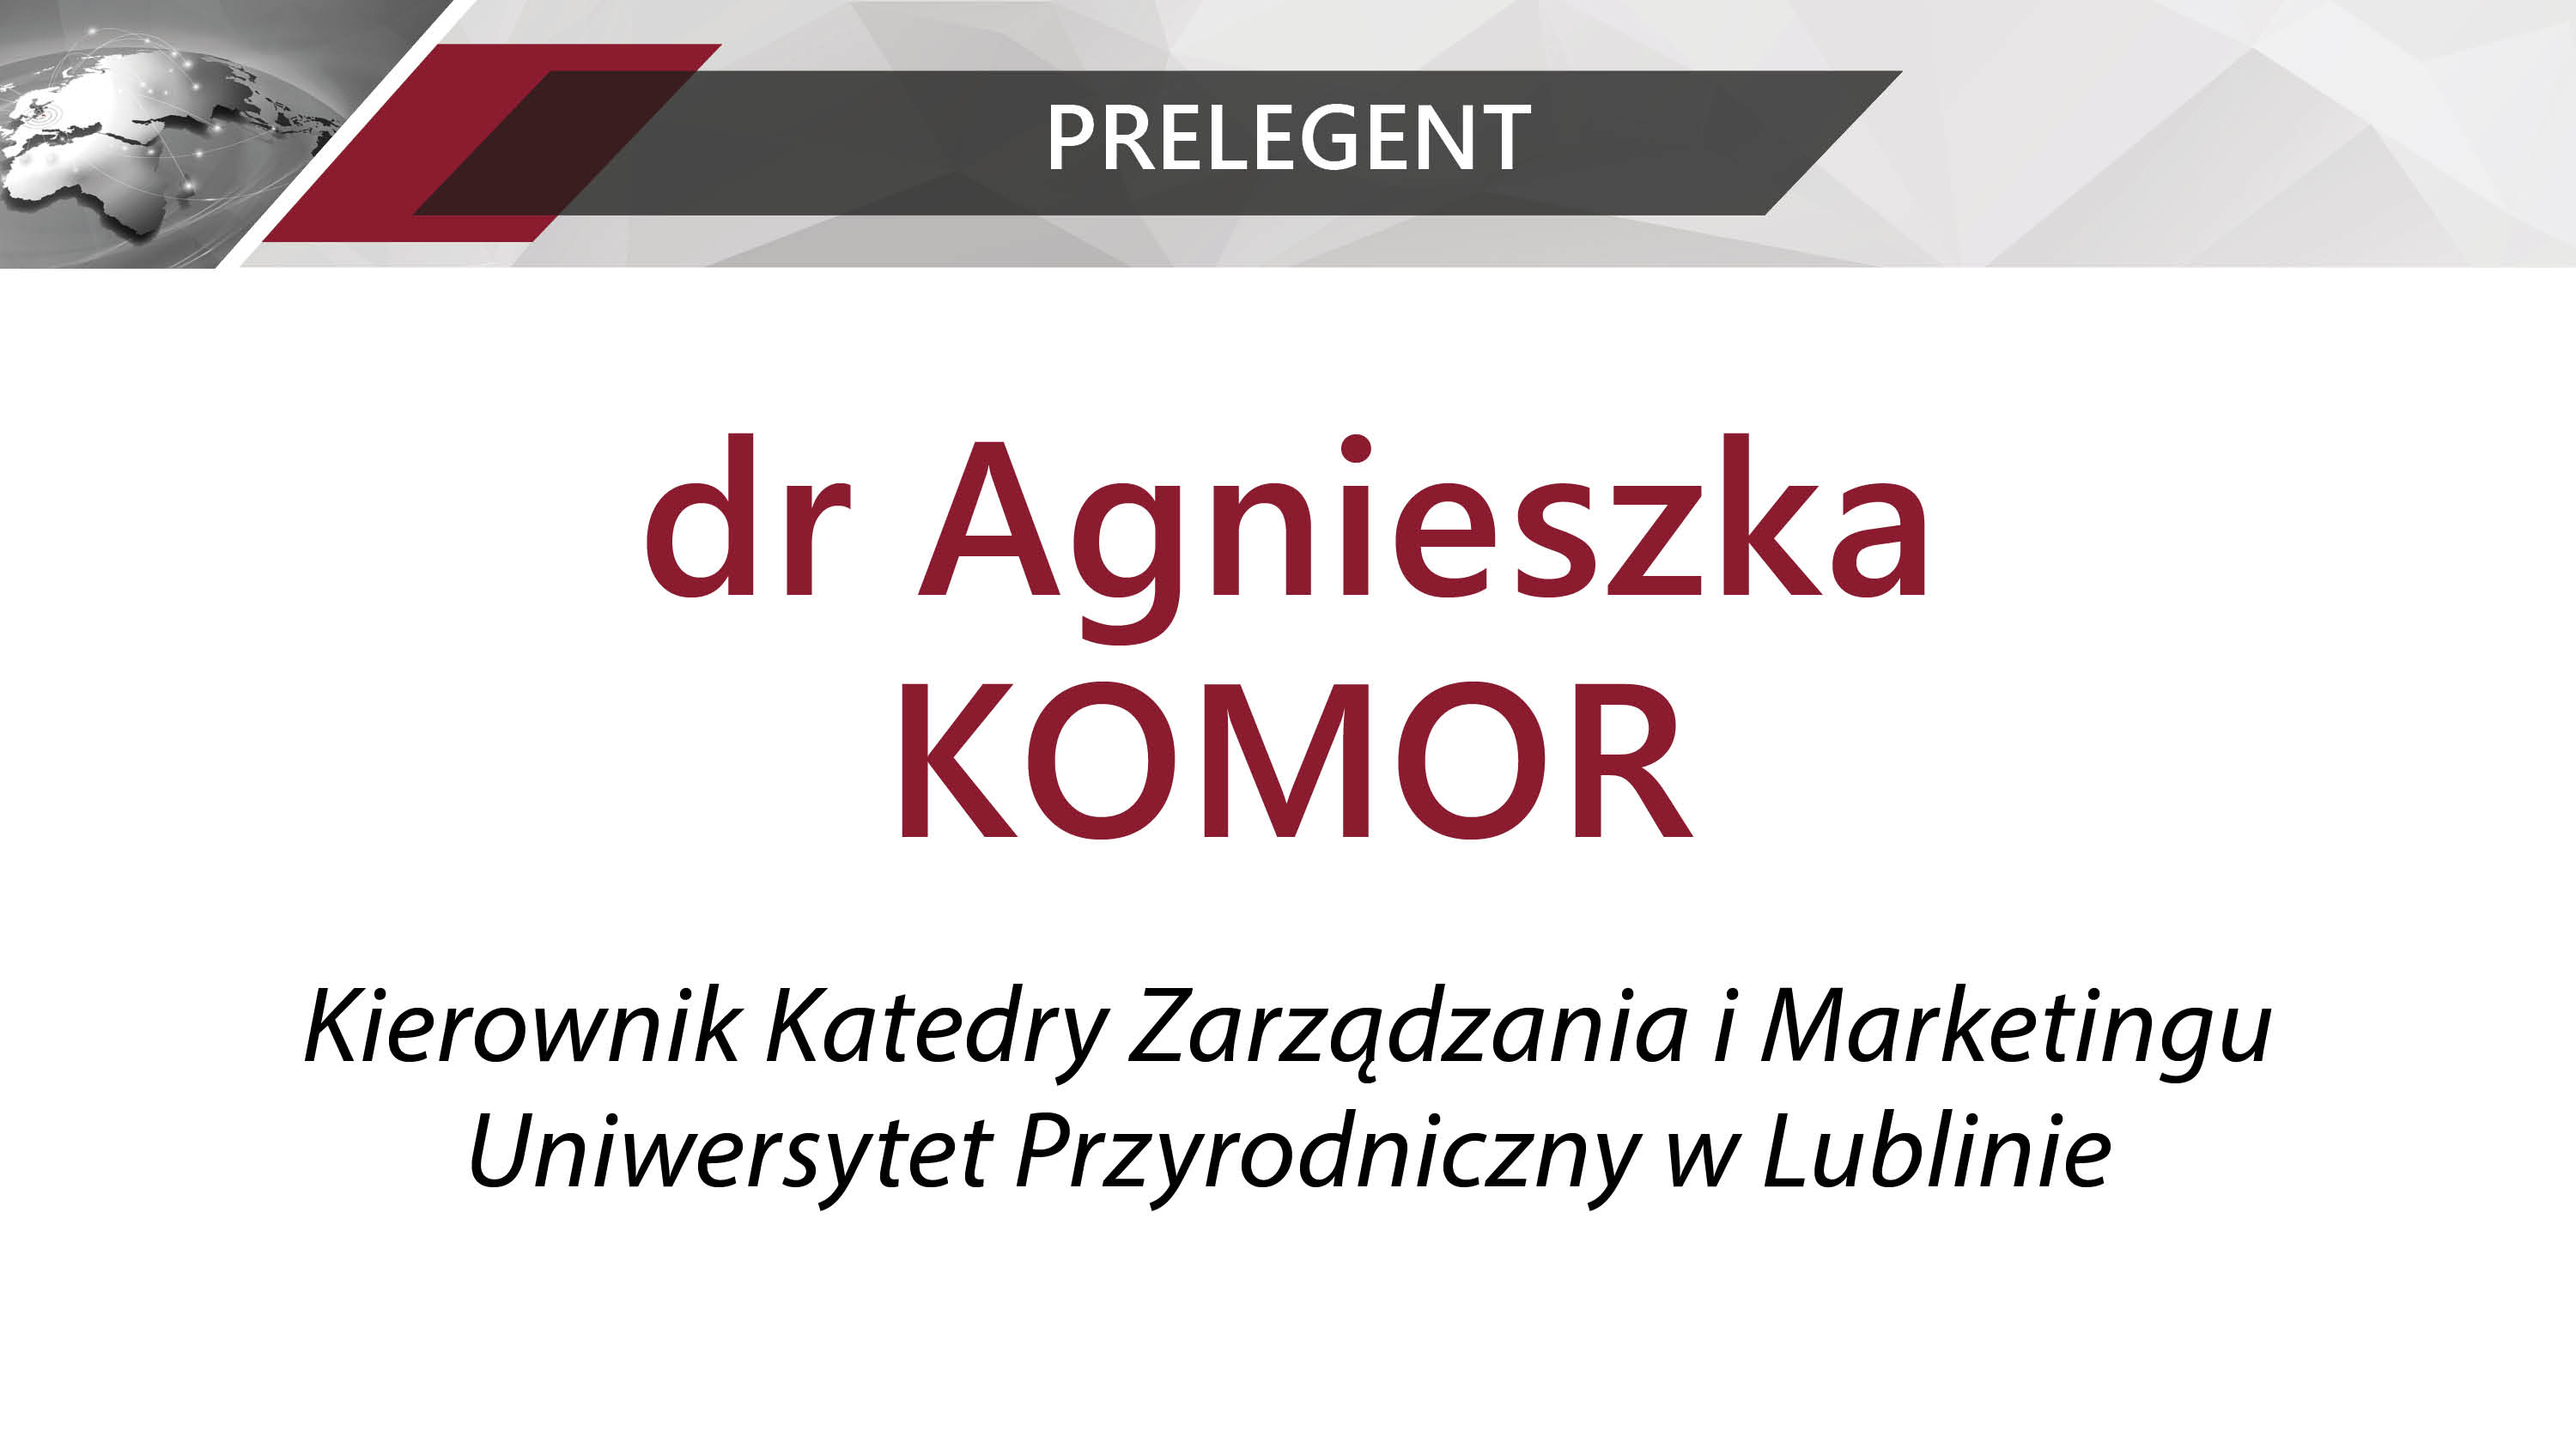 PRELEGENT
dr Agnieszka
KOMOR
Kierownik Katedry Zarządzania i Marketingu
Uniwersytet Przyrodniczny w Lublinie